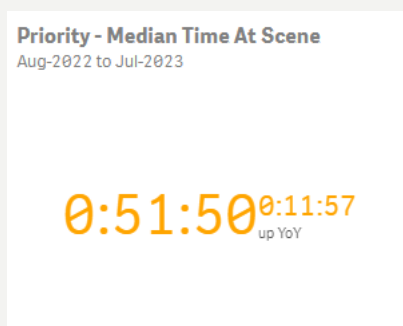 Priority - Median Time At Scene
Aug-2022 to Jul-2023
0:51:50 0:11:57
up YoY